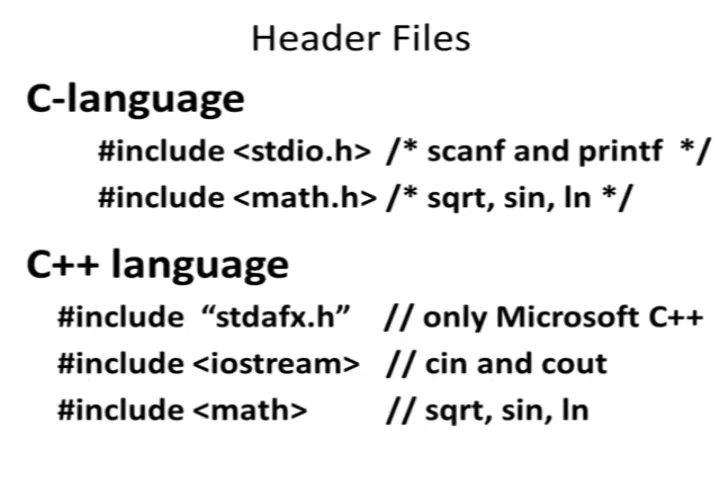 Header Files
C-language
#include <stdio.h> /* scanf and printf */
#include <math.h> /* sqrt, sin, ln */
C++ language
#include “stdafx.h” // only Microsoft C++
#include <iostream> // cin and cout
#include <math> // sqrt, sin, ln